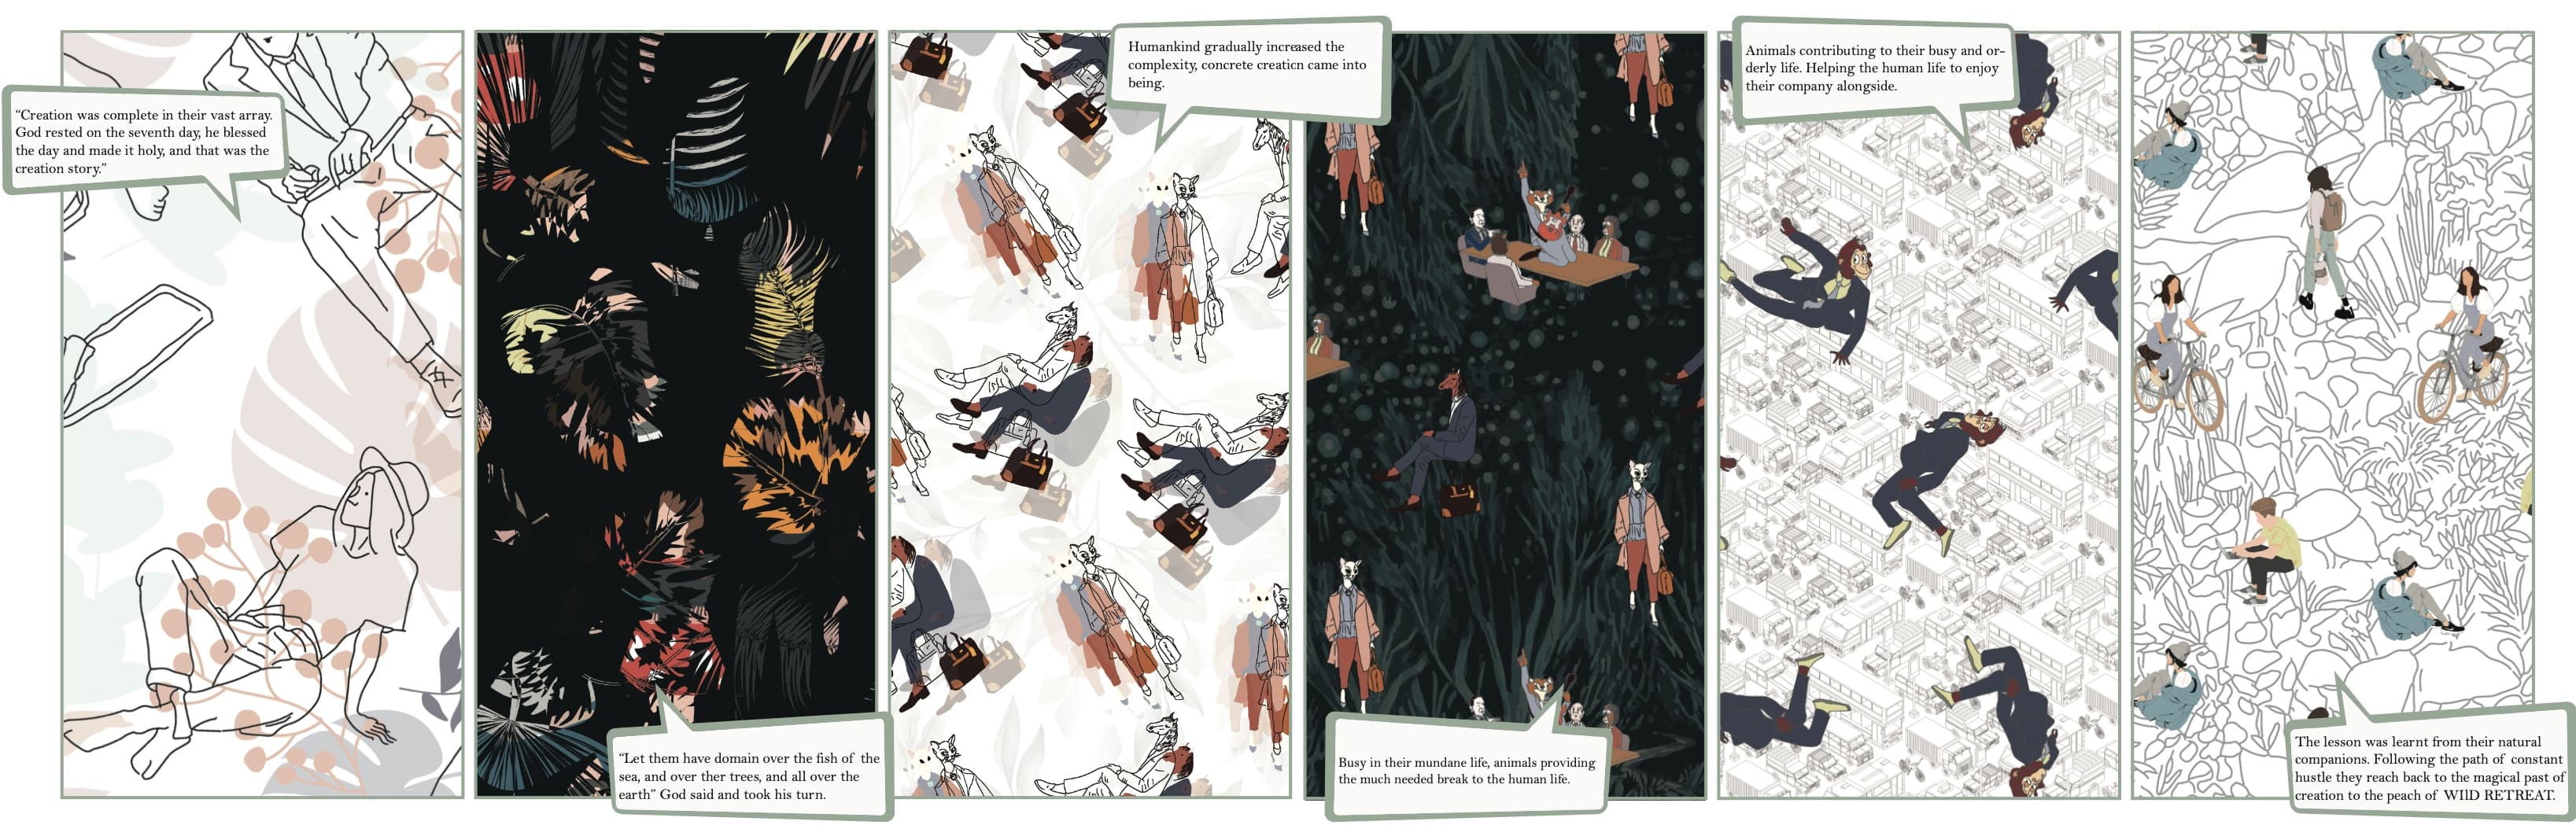 “Creation was complete in their vast array.
God rested on the seventh day, he blessed
the day and made it holy, and that was the
creation story.”
“Let them have domain over the fish of the
sea, and over ther trees, and all over the
earth” God said and took his turn.
Humankind gradually increased the
complexity, concrete creaticn came into
being.
Busy in their mundane life, animals providing
the much needed break to the human life.
Animals contributing to their busy and or-
derly life. Helping the human life to enjoy
their company alongside.
The lesson was learnt from their natural
companions. Following the path of constant
hustle they reach back to the magical past of
creation to the peach of WIlD RETREAT.